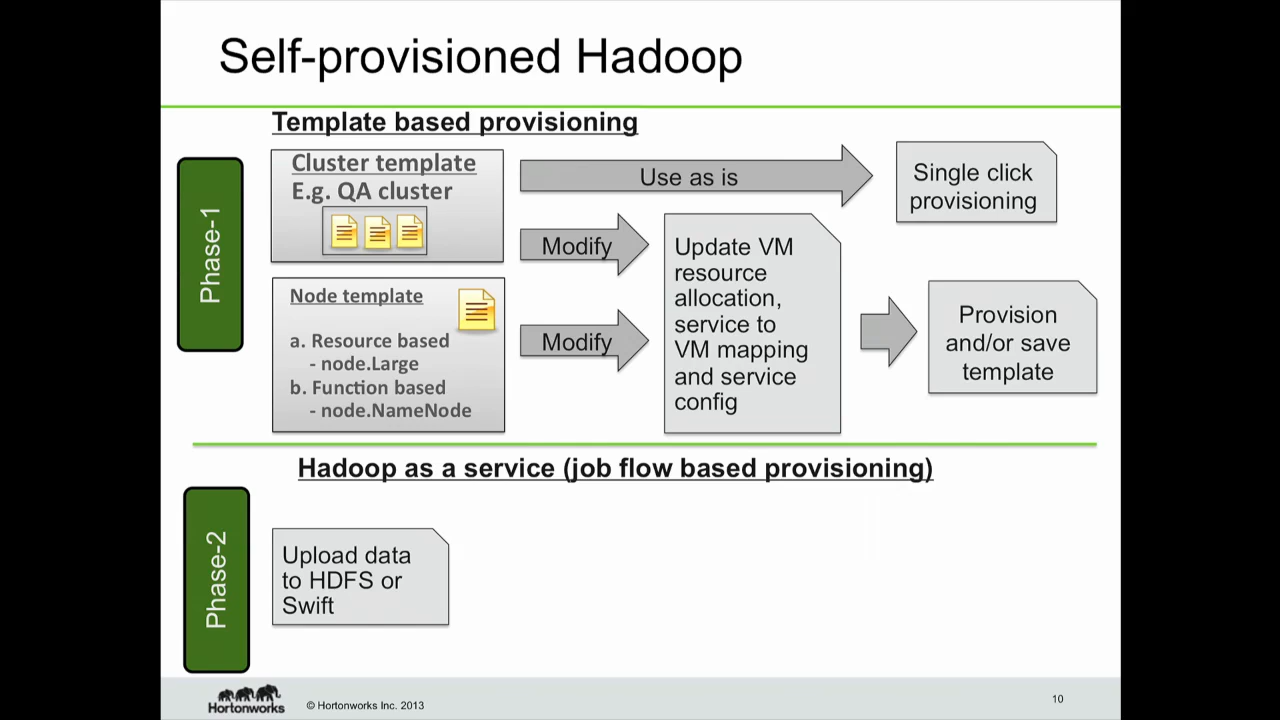 Self-provisioned Hadoop
Template based provisioning
Phase-1
Cluster template
E.g. QA cluster
Use as is
Single click
provisioning
Modify
Node template
a. Resource based
- node.Large
b. Function based
- node.NameNode
Modify
Update VM
resource
allocation,
service to
VM mapping
and service
config
Provision
and/or save
template
Hadoop as a service (job flow based provisioning)
Phase-2
Upload data
to HDFS or
Swift
Hortonworks
© Hortonworks Inc. 2013
10